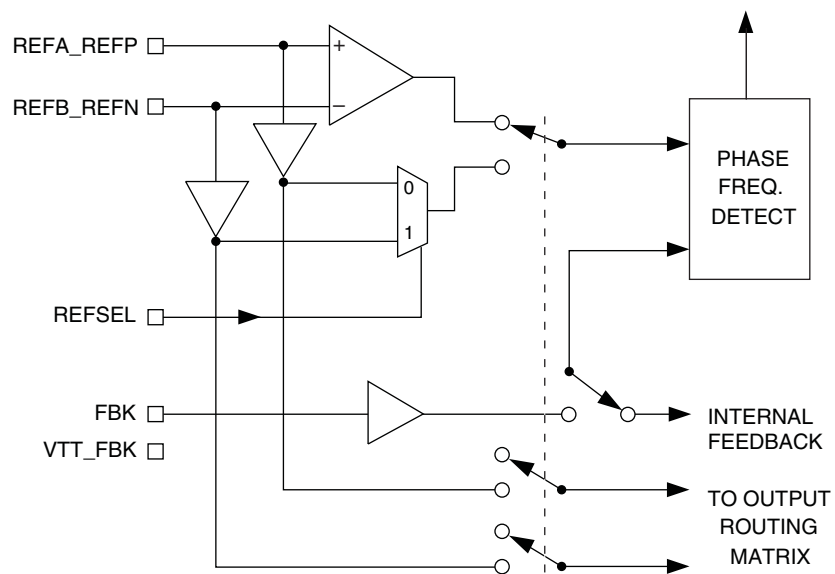 REFA_REFP
+
REFB_REFN
−
0
1
PHASE
FREQ.
DETECT
REFSEL
FBK
INTERNAL
FEEDBACK
VTT_FBK
TO OUTPUT
ROUTING
MATRIX